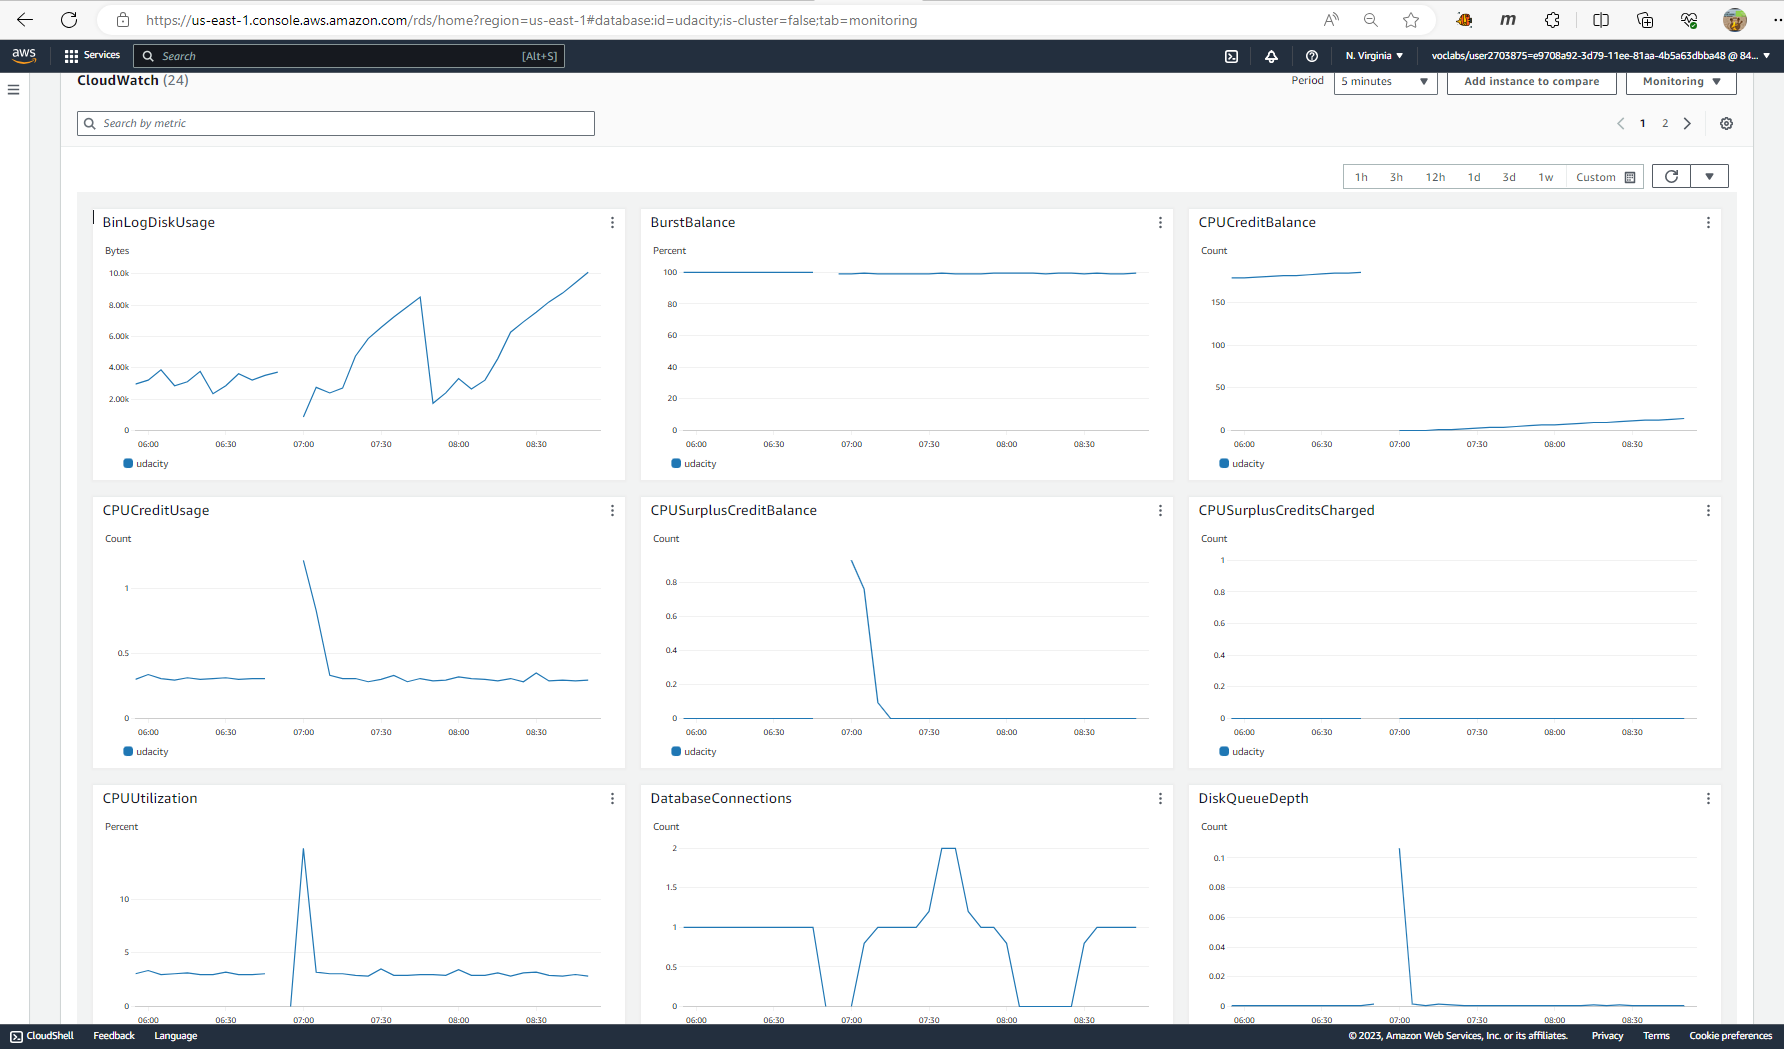 https://us-east-1.console.aws.amazon.com/rds/home?region=us-east-1#database:id=udacity;is-cluster=false;tab=monitoring
aws Services Search [Alt+S] N. Virginia voclabs/user2703875=e9708a92-3d79-11ee-81aa-4b5a63dbba48 @ 84...
CloudWatch (24) Period 5 minutes Add instance to compare Monitoring
Search by metric 1 2
1h 3h 12h 1d 3d 1w Custom
BinLogDiskUsage
Bytes
10.0k
8.00k
6.00k
4.00k
2.00k
0
06:00 06:30 07:00 07:30 08:00 08:30
udacity
BurstBalance
Percent
100
80
60
40
20
0
06:00 06:30 07:00 07:30 08:00 08:30
udacity
CPUCreditBalance
Count
150
100
50
0
06:00 06:30 07:00 07:30 08:00 08:30
udacity
CPUCreditUsage
Count
1
0.5
0
06:00 06:30 07:00 07:30 08:00 08:30
udacity
CPUSurplusCreditBalance
Count
0.8
0.6
0.4
0.2
0
06:00 06:30 07:00 07:30 08:00 08:30
udacity
CPUSurplusCreditsCharged
Count
1
0.8
0.6
0.4
0.2
0
06:00 06:30 07:00 07:30 08:00 08:30
udacity
CPUUtilization
Percent
10
5
0
06:00 06:30 07:00 07:30 08:00 08:30
DatabaseConnections
Count
2
1.5
1
0.5
0
06:00 06:30 07:00 07:30 08:00 08:30
DiskQueueDepth
Count
0.1
0.08
0.06
0.04
0.02
0
06:00 06:30 07:00 07:30 08:00 08:30
CloudShell Feedback Language © 2023, Amazon Web Services, Inc. or its affiliates. Privacy Terms Cookie preferences